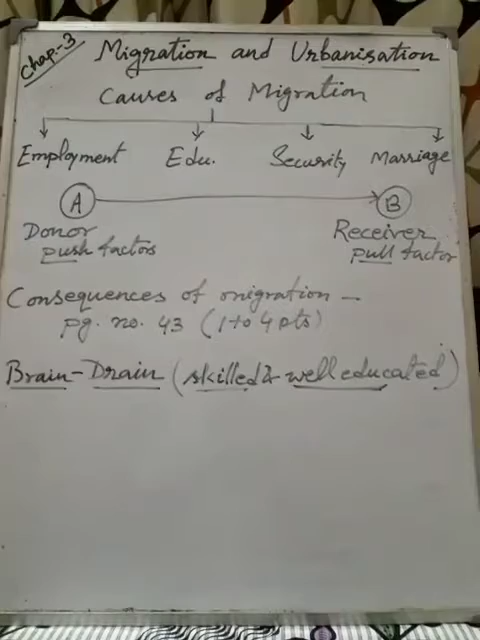 Chap-3
Migration and Urbanisation
Causes of Migration
Employment Edu. Security Marriage
A B
Donor Receiver
push factors pull factor
Consequences of migration –
pg. no. 43 (1 to 4 pts)
Brain-Drain (skilled & well educated)